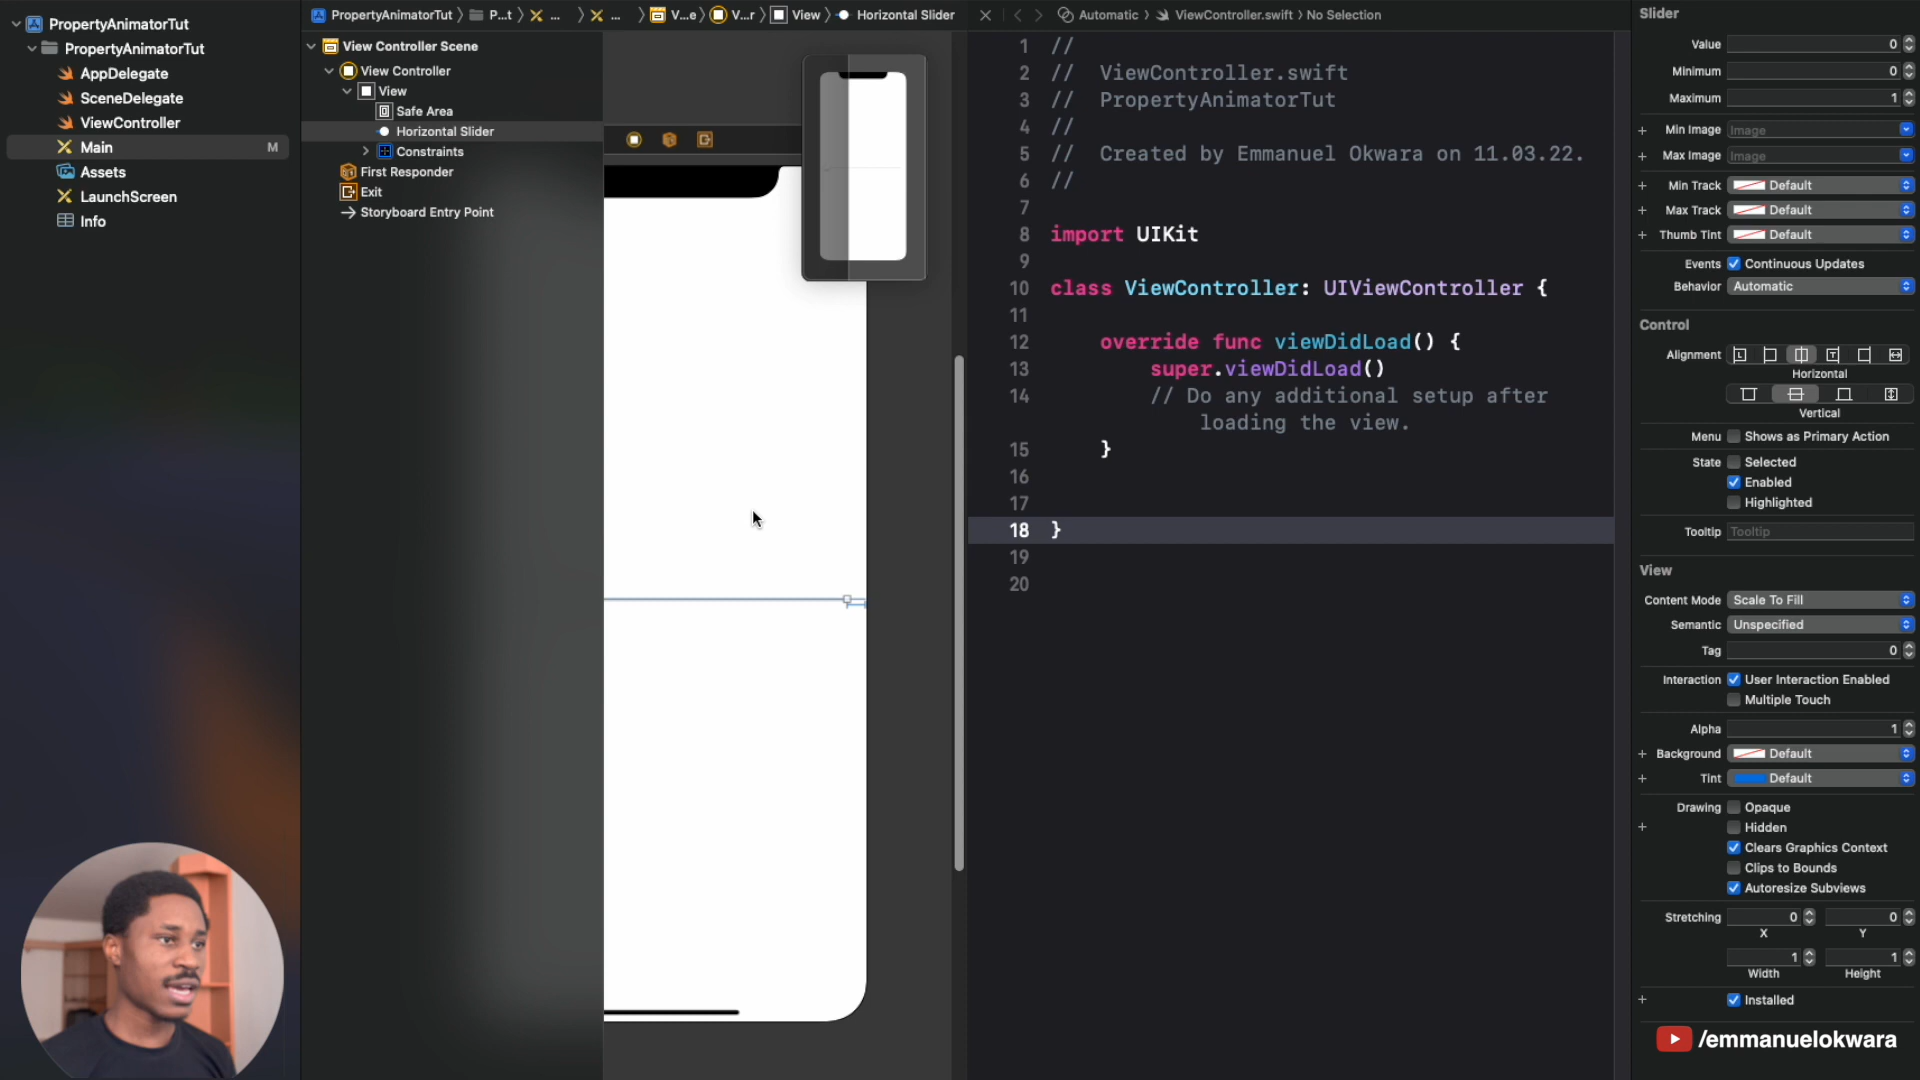 PropertyAnimatorTut
PropertyAnimatorTut
AppDelegate
SceneDelegate
ViewController
Main M
Assets
LaunchScreen
Info
PropertyAnimatorTut P...t ... ... V...e V...r View Horizontal Slider
View Controller Scene
View Controller
View
Safe Area
Horizontal Slider
Constraints
First Responder
Exit
Storyboard Entry Point
Automatic ViewController.swift No Selection
1 //
2 //  ViewController.swift
3 //  PropertyAnimatorTut
4 //
5 //  Created by Emmanuel Okwara on 11.03.22.
6 //
7
8 import UIKit
9
10 class ViewController: UIViewController {
11
12 override func viewDidLoad() {
13 super.viewDidLoad()
14 // Do any additional setup after
loading the view.
15 }
16
17
18 }
19
20
Slider
Value 0
Minimum 0
Maximum 1
+ Min Image Image
+ Max Image Image
+ Min Track Default
+ Max Track Default
+ Thumb Tint Default
Events Continuous Updates
Behavior Automatic
Control
Alignment
Horizontal
Vertical
Menu Shows as Primary Action
State Selected
Enabled
Highlighted
Tooltip Tooltip
View
Content Mode Scale To Fill
Semantic Unspecified
Tag 0
Interaction User Interaction Enabled
Multiple Touch
Alpha 1
+ Background Default
+ Tint Default
Drawing Opaque
+ Hidden
Clears Graphics Context
Clips to Bounds
Autoresize Subviews
Stretching 0 0
X Y
1 1
Width Height
+ Installed
/emmanuelokwara